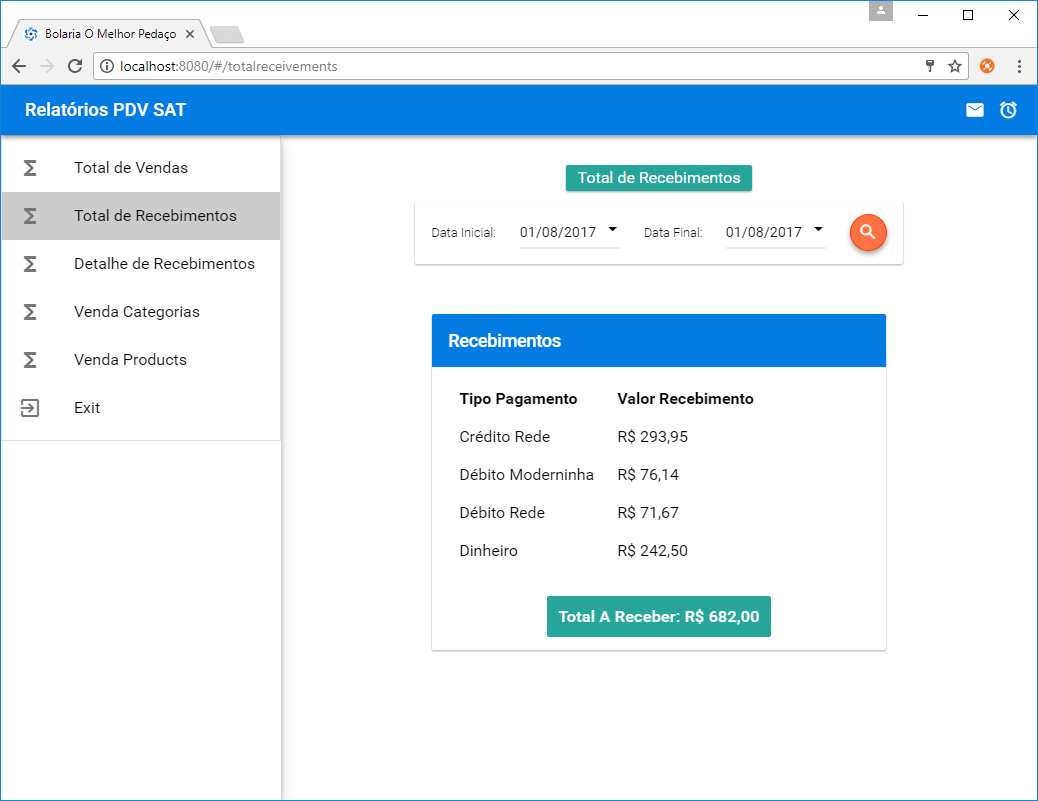 Bolaria O Melhor Pedaço
localhost:8080/#/totalreceivements
Relatórios PDV SAT
Total de Vendas
Total de Recebimentos
Detalhe de Recebimentos
Venda Categorias
Venda Products
Exit
Total de Recebimentos
Data Inicial: 01/08/2017 Data Final: 01/08/2017
Recebimentos
Tipo Pagamento Valor Recebimento
Crédito Rede R$ 293,95
Débito Moderninha R$ 76,14
Débito Rede R$ 71,67
Dinheiro R$ 242,50
Total A Receber: R$ 682,00